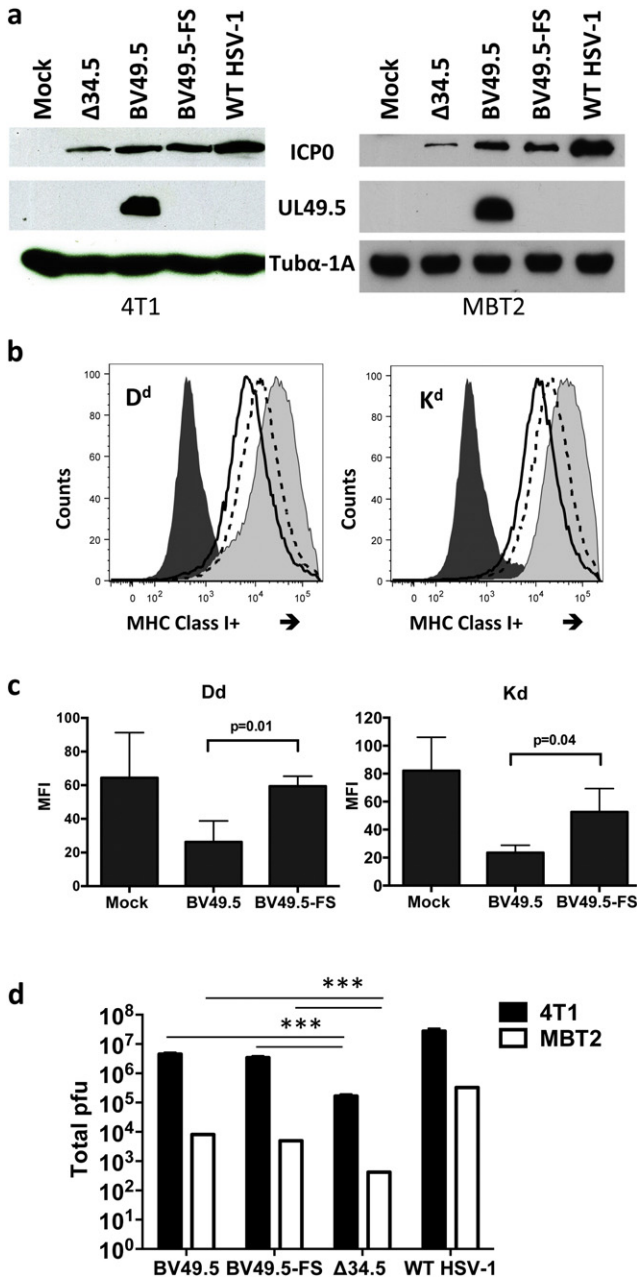 a
Mock Δ34.5 BV49.5 BV49.5-FS WT HSV-1
Mock Δ34.5 BV49.5 BV49.5-FS WT HSV-1
ICP0
UL49.5
Tubα-1A
4T1
MBT2
b
Dd
100
80
60
40
20
0
Counts
0 10² 10³ 10⁴ 10⁵
MHC Class I+ ➔
Kd
100
80
60
40
20
0
Counts
0 10² 10³ 10⁴ 10⁵
MHC Class I+ ➔
c
Dd
p=0.01
100
80
60
40
20
0
MFI
Mock BV49.5 BV49.5-FS
Kd
p=0.04
120
100
80
60
40
20
0
MFI
Mock BV49.5 BV49.5-FS
d
***
***
4T1
MBT2
10⁸
10⁷
10⁶
10⁵
10⁴
10³
10²
10¹
10⁰
Total pfu
BV49.5 BV49.5-FS Δ34.5 WT HSV-1